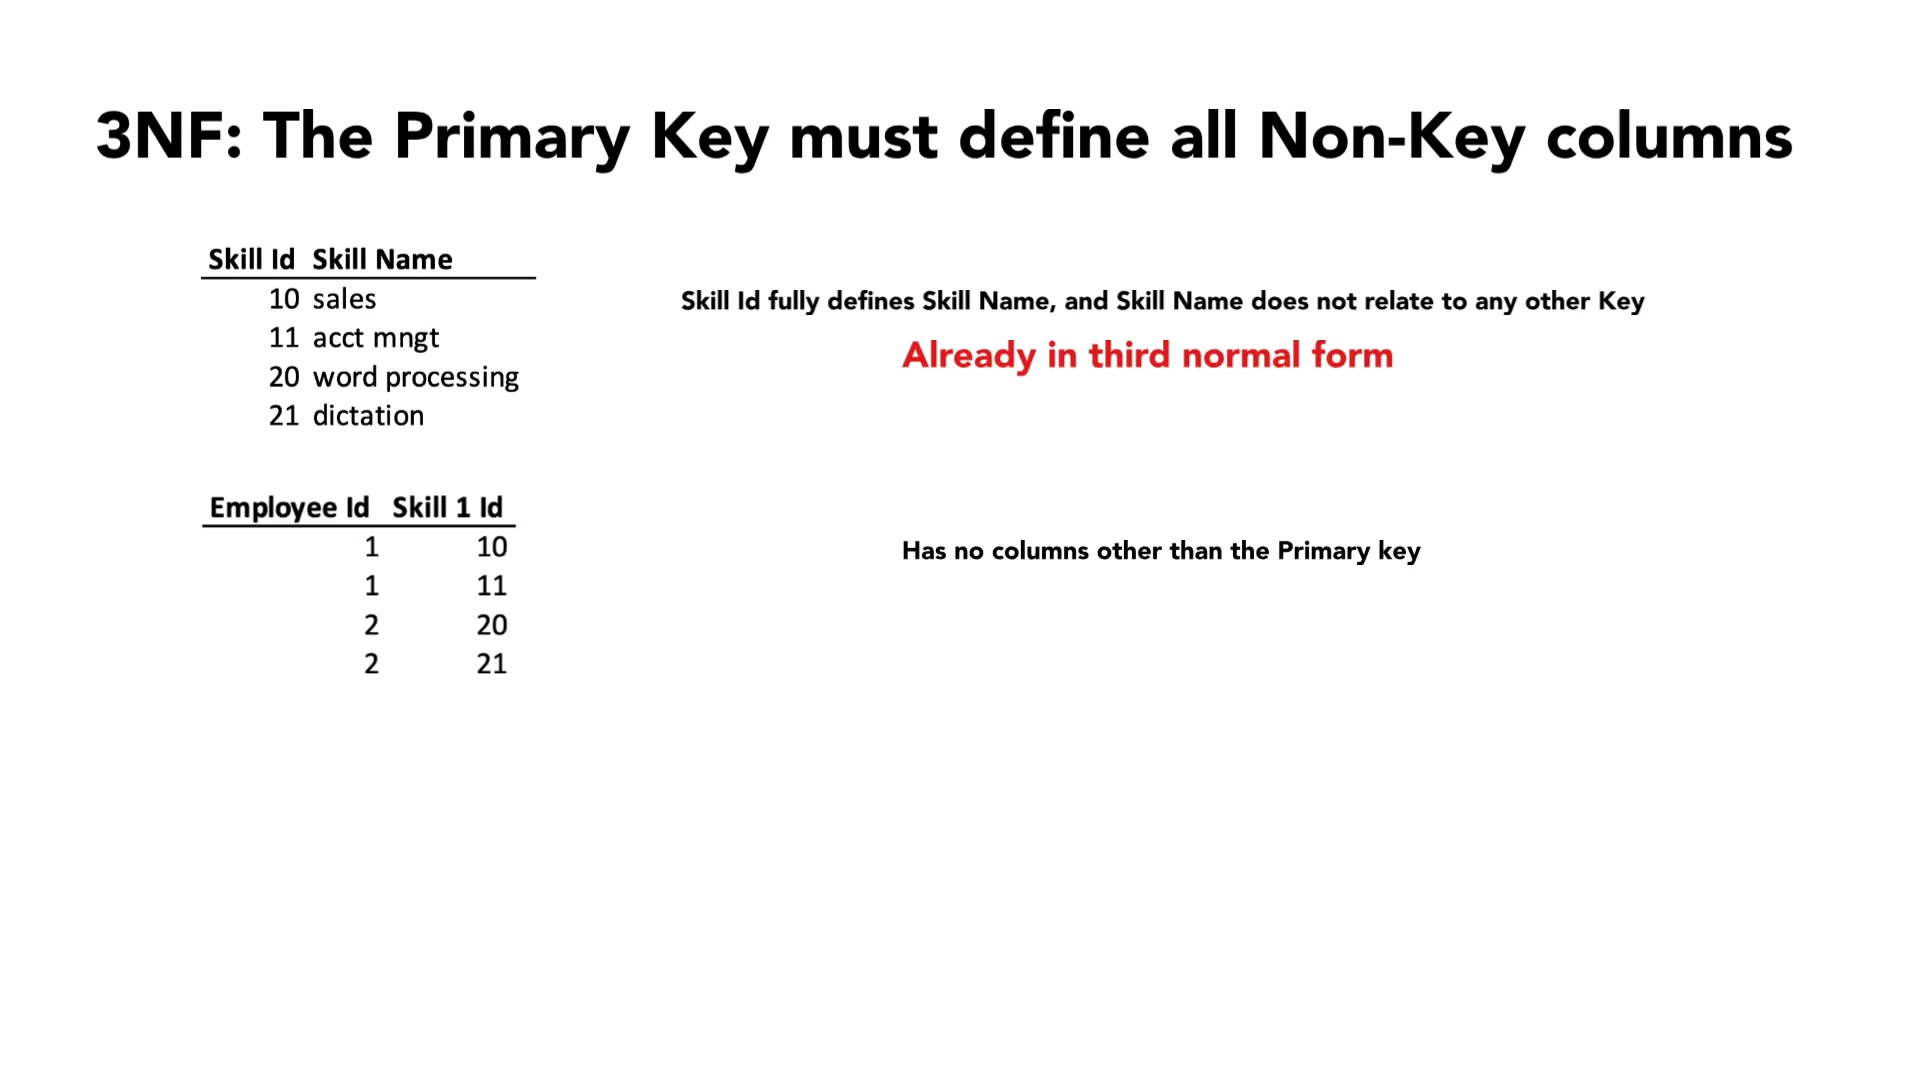 3NF: The Primary Key must define all Non-Key columns
Skill Id Skill Name
10 sales
11 acct mngt
20 word processing
21 dictation
Skill Id fully defines Skill Name, and Skill Name does not relate to any other Key
Already in third normal form
Employee Id Skill 1 Id
1 10
1 11
2 20
2 21
Has no columns other than the Primary key